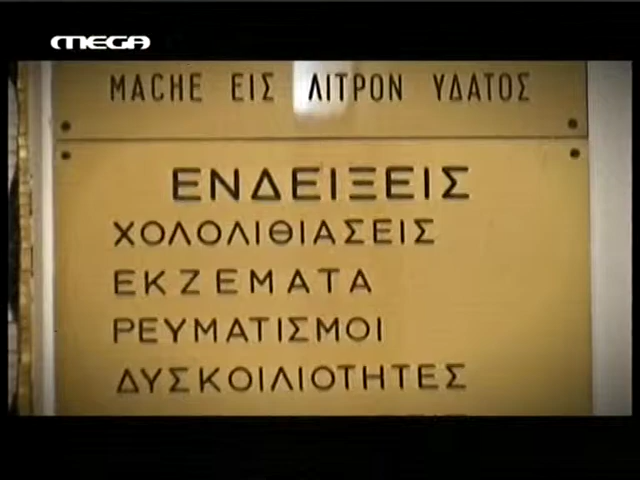 MEGA
MACHE ΕΙΣ ΛΙΤΡΟΝ ΥΔΑΤΟΣ
ΕΝΔΕΙΞΕΙΣ
ΧΟΛΟΛΙΘΙΑΣΕΙΣ
ΕΚΖΕΜΑΤΑ
ΡΕΥΜΑΤΙΣΜΟΙ
ΔΥΣΚΟΙΛΙΟΤΗΤΕΣ